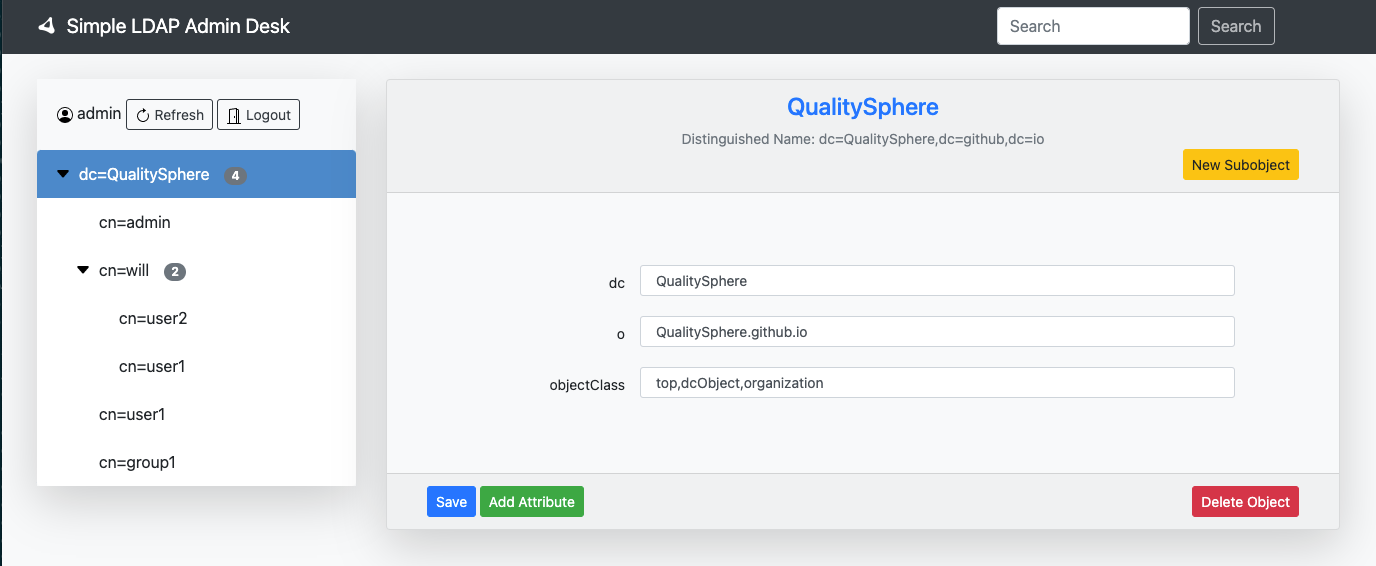 Simple LDAP Admin Desk
Search Search
admin Refresh Logout
dc=QualitySphere 4
cn=admin
cn=will 2
cn=user2
cn=user1
cn=user1
cn=group1
QualitySphere
Distinguished Name: dc=QualitySphere,dc=github,dc=io
New Subobject
dc QualitySphere
o QualitySphere.github.io
objectClass top,dcObject,organization
Save Add Attribute Delete Object